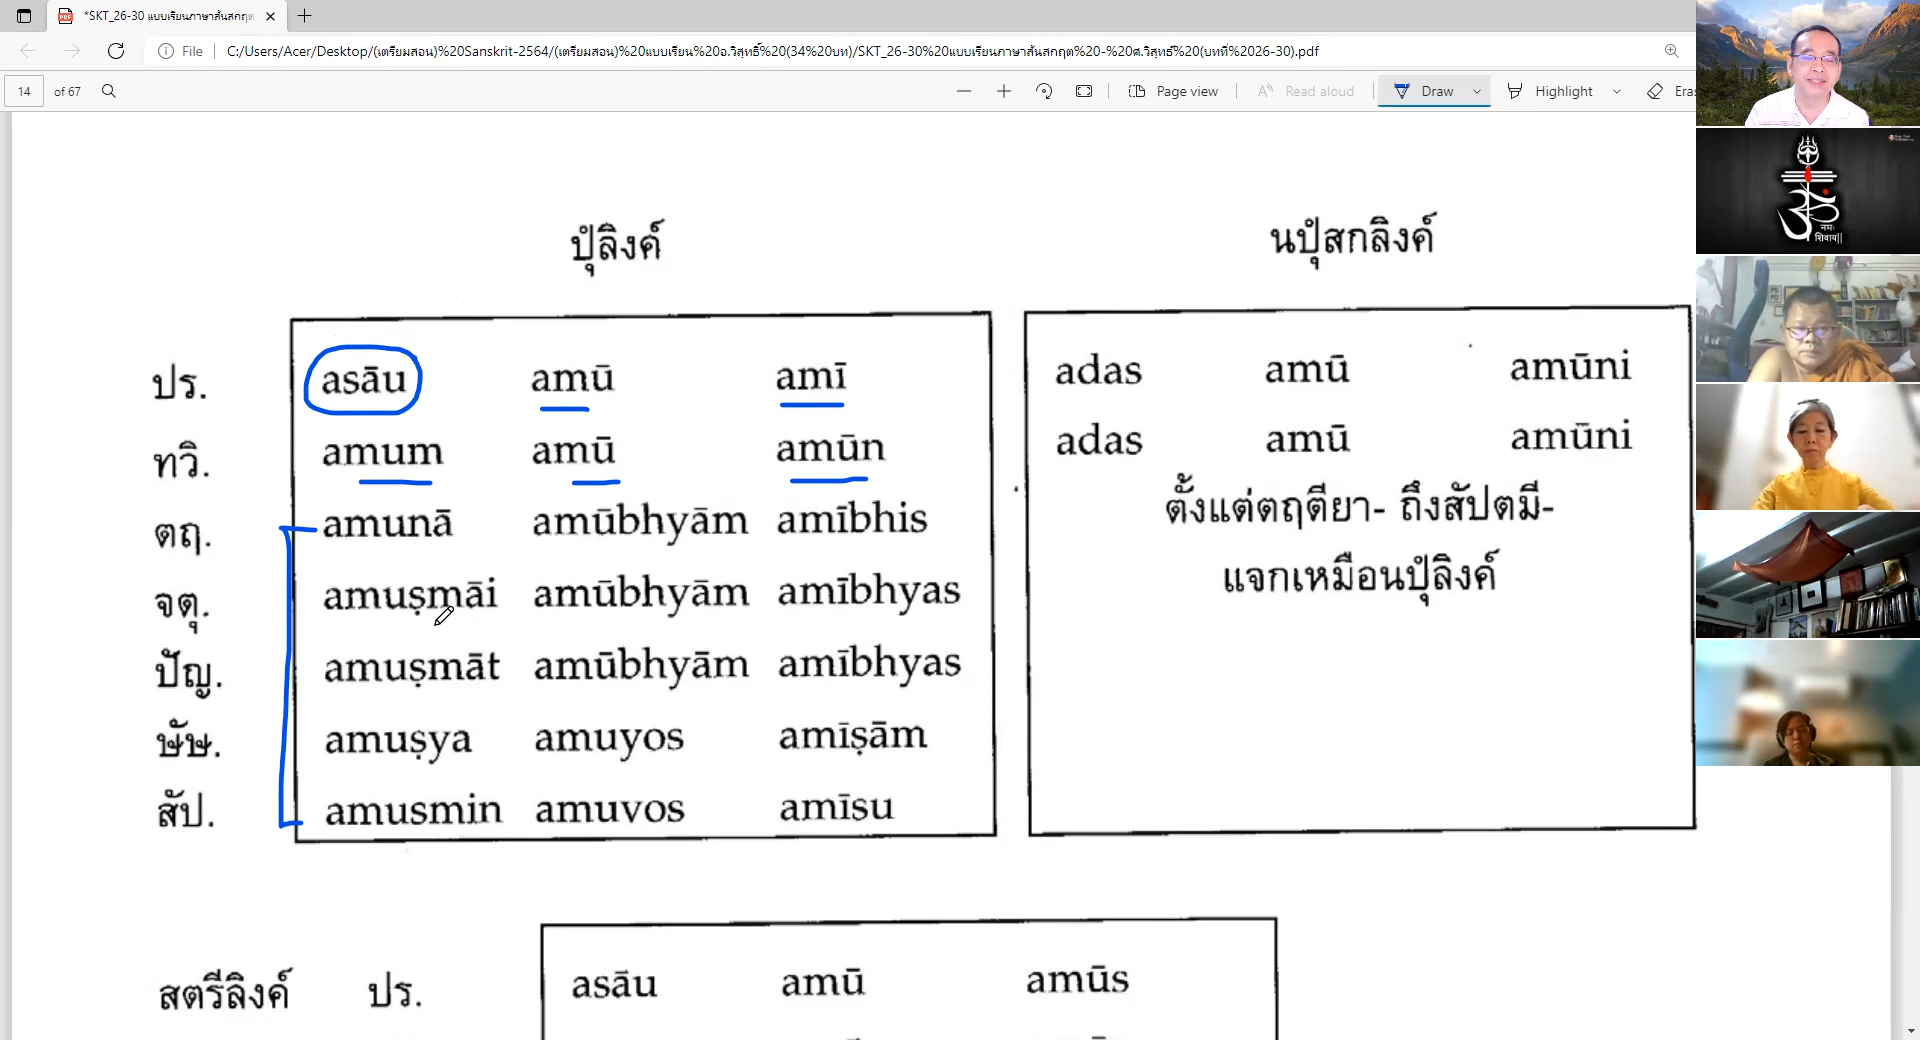 *SKT_26-30 แบบเรียนภาษาสันสกฤต
File C:/Users/Acer/Desktop/(เตรียมสอน)%20Sanskrit-2564/(เตรียมสอน)%20แบบเรียน%20อ.วิสุทธิ์%20(34%20บท)/SKT_26-30%20แบบเรียนภาษาสันสกฤต%20-%20ศ.วิสุทธ์%20(บทที่%2026-30).pdf
14 of 67 Page view Read aloud Draw Highlight Eras
ปุํลิงค์ นปุํสกลิงค์
ปร. asāu amū amī adas amū amūni
ทวิ. amum amū amūn adas amū amūni
ตฤ. amunā amūbhyām amībhis ตั้งแต่ตฤตียา- ถึงสัปตมี-
จตุ. amuṣmāi amūbhyām amībhyas แจกเหมือนปุํลิงค์
ปัญ. amuṣmāt amūbhyām amībhyas
ษัษ. amuṣya amuyos amīṣām
สัป. amusmin amuvos amīsu
สตรีลิงค์ ปร. asāu amū amūs
नमः
शिवाय||